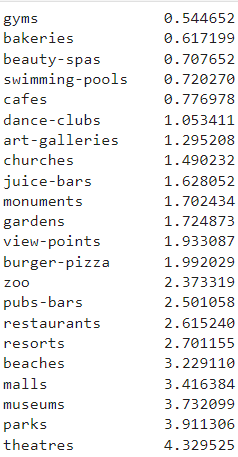 gyms 0.544652
bakeries 0.617199
beauty-spas 0.707652
swimming-pools 0.720270
cafes 0.776978
dance-clubs 1.053411
art-galleries 1.295208
churches 1.490232
juice-bars 1.628052
monuments 1.702434
gardens 1.724873
view-points 1.933087
burger-pizza 1.992029
zoo 2.373319
pubs-bars 2.501058
restaurants 2.615240
resorts 2.701155
beaches 3.229110
malls 3.416384
museums 3.732099
parks 3.911306
theatres 4.329525